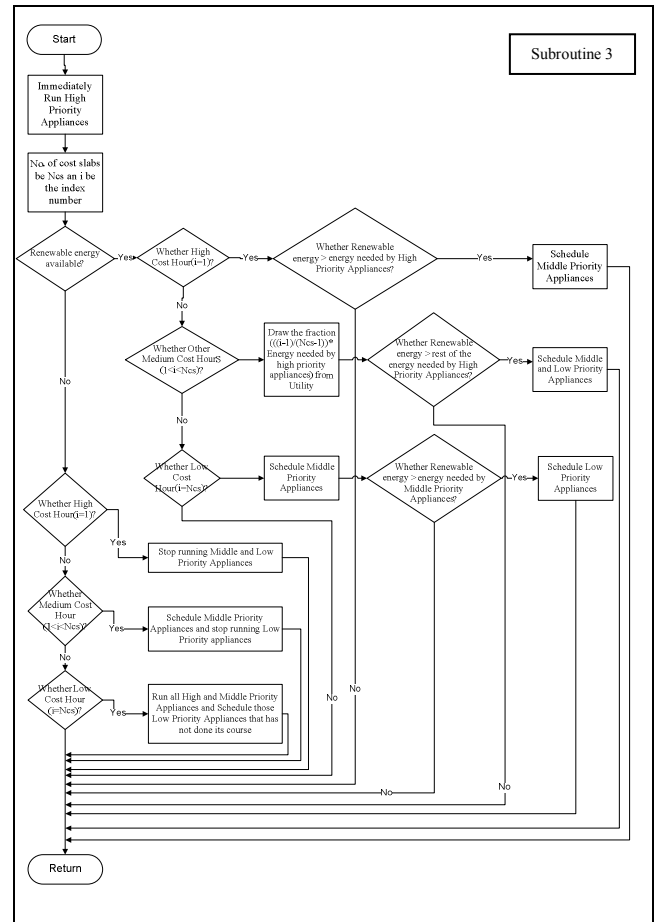 Start
Subroutine 3
Immediately
Run High
Priority
Appliances
No. of cost slabs
be Ncs an i be
the index
number
Renewable energy
available?
Yes
Whether High
Cost Hour(i=1)?
Yes
Whether Renewable
energy > energy needed by High
Priority Appliances?
Yes
Schedule
Middle Priority
Appliances
No
Whether Other
Medium Cost HourS
(1<i<Ncs)?
Draw the fraction
(((i-1)/(Ncs-1))*
Energy needed by
high priority
appliances) from
Utility
Whether Renewable
energy > rest of the
energy needed by High
Priority Appliances?
Yes
Schedule Middle
and Low Priority
Appliances
No
No
Whether Low
Cost
Hour(i=Ncs)?
Schedule Middle
Priority
Appliances
Whether Renewable
energy > energy needed by
Middle Priority
Appliances?
Yes
Schedule Low
Priority
Appliances
Whether High
Cost Hour(i=1)?
Yes
Stop running Middle and Low
Priority Appliances
No
Whether
Medium Cost
Hour
(1<i<Ncs)?
Yes
Schedule Middle Priority
Appliances and stop running Low
Priority appliances
No
Whether Low
Cost Hour
(i=Ncs)?
Yes
Run all High and Middle Priority
Appliances and Schedule those
Low Priority Appliances that has
not done its course
No
No
No
No
Return